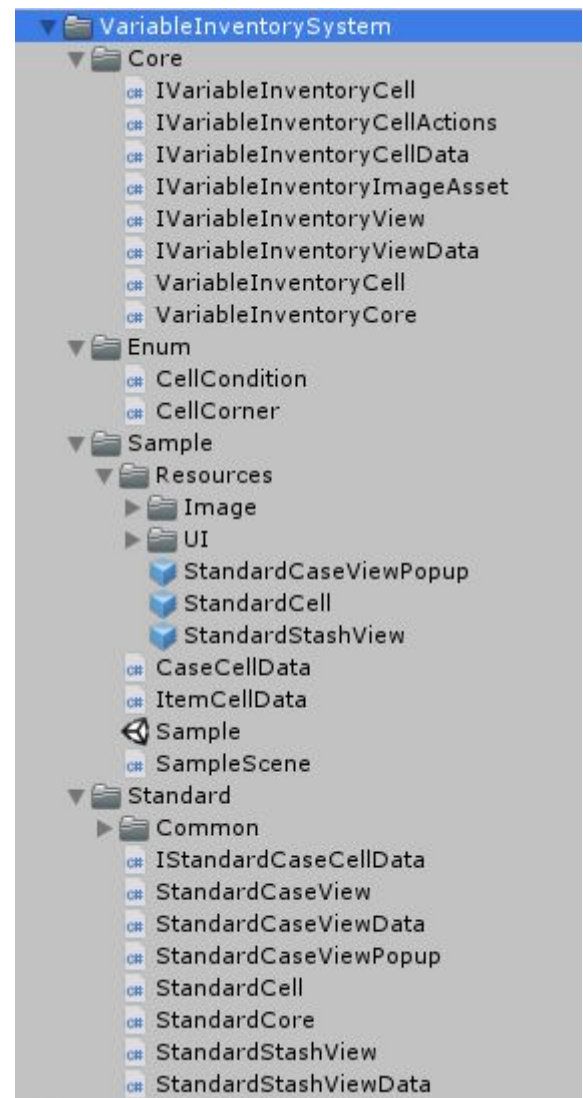 VariableInventorySystem
Core
IVariableInventoryCell
IVariableInventoryCellActions
IVariableInventoryCellData
IVariableInventoryImageAsset
IVariableInventoryView
IVariableInventoryViewData
VariableInventoryCell
VariableInventoryCore
Enum
CellCondition
CellCorner
Sample
Resources
Image
UI
StandardCaseViewPopup
StandardCell
StandardStashView
CaseCellData
ItemCellData
Sample
SampleScene
Standard
Common
IStandardCaseCellData
StandardCaseView
StandardCaseViewData
StandardCaseViewPopup
StandardCell
StandardCore
StandardStashView
StandardStashViewData